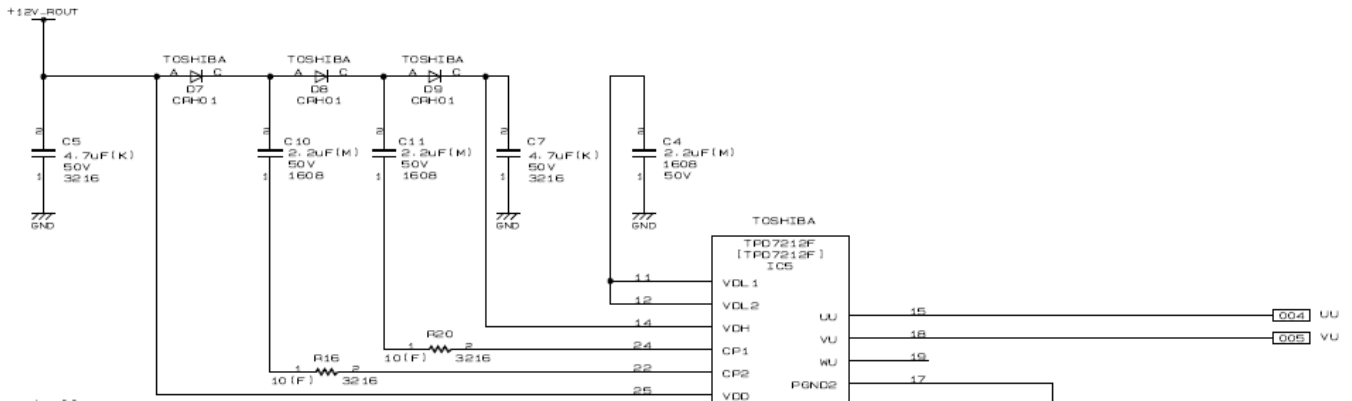 +12V_ROUT
TOSHIBA TOSHIBA TOSHIBA
A C A C A C
D7 D8 D9
CRH01 CRH01 CRH01
2 2 2 2 2
C5 C10 C11 C7 C4
4.7uF(K) 2.2uF(M) 2.2uF(M) 4.7uF(K) 2.2uF(M)
50V 50V 50V 50V 1608
3216 1608 1608 3216 50V
1 1 1 1 1
GND GND GND
TOSHIBA
TPD7212F
[TPD7212F]
IC5
11 VDL1
12 VDL2
UU 15 004 UU
14 VDH
VU 18 005 VU
R20
1 2 24 CP1
10(F) 3216
WU 19
R16
1 2 22 CP2
10(F) 3216
PGND2 17
25 VDD